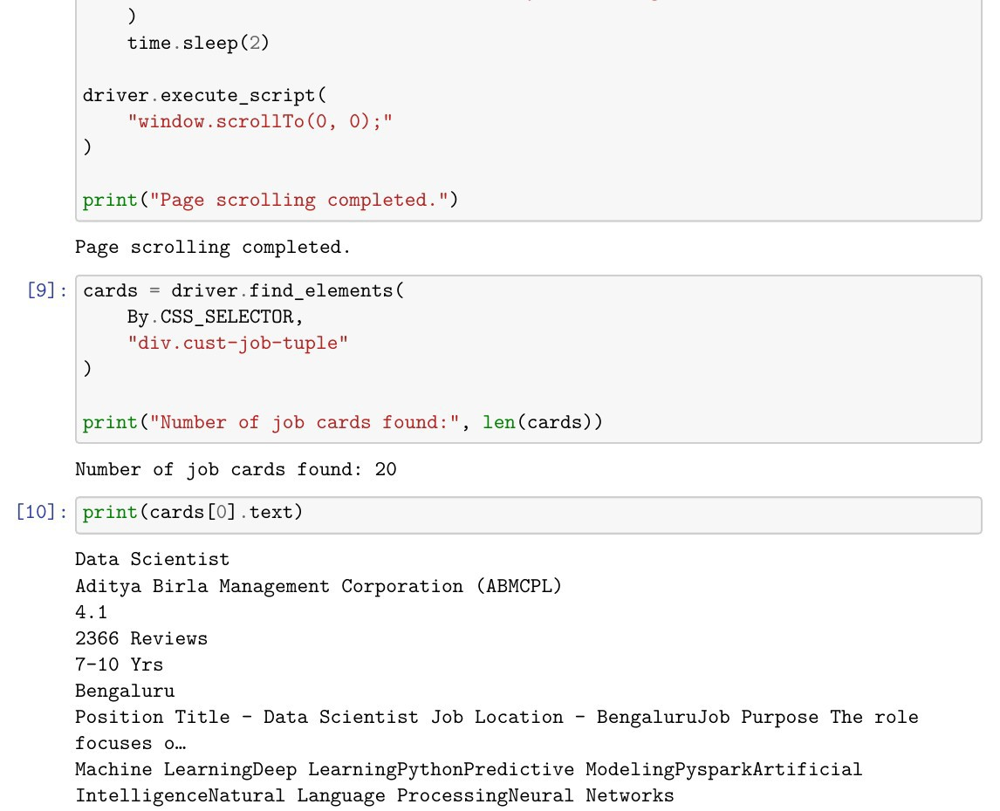 )
time.sleep(2)
driver.execute_script(
"window.scrollTo(0, 0);"
)
print("Page scrolling completed.")
Page scrolling completed.
[9]: cards = driver.find_elements(
By.CSS_SELECTOR,
"div.cust-job-tuple"
)
print("Number of job cards found:", len(cards))
Number of job cards found: 20
[10]: print(cards[0].text)
Data Scientist
Aditya Birla Management Corporation (ABMCPL)
4.1
2366 Reviews
7-10 Yrs
Bengaluru
Position Title - Data Scientist Job Location - BengaluruJob Purpose The role
focuses o…
Machine LearningDeep LearningPythonPredictive ModelingPysparkArtificial
IntelligenceNatural Language ProcessingNeural Networks